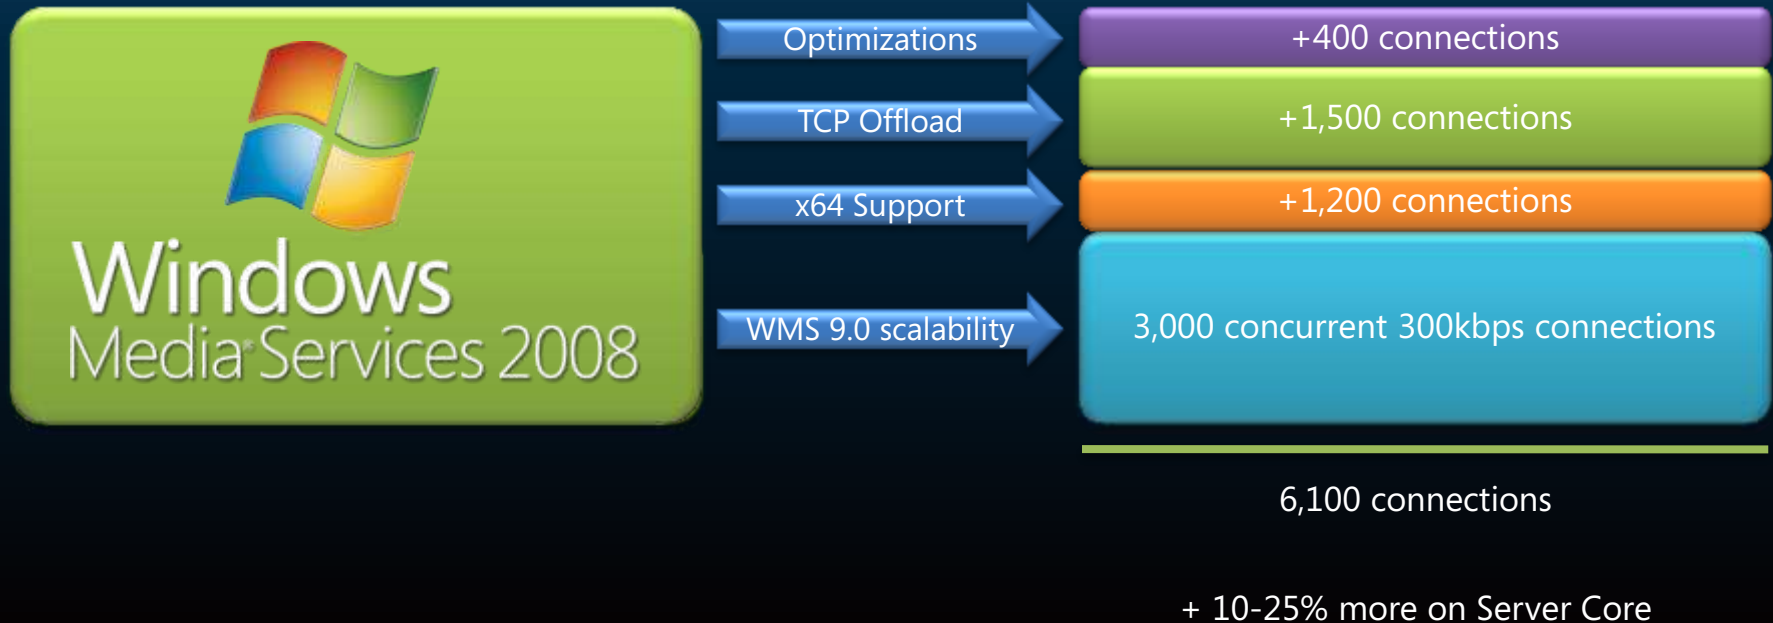 Windows
Media® Services 2008
Optimizations
+400 connections
TCP Offload
+1,500 connections
x64 Support
+1,200 connections
WMS 9.0 scalability
3,000 concurrent 300kbps connections
6,100 connections
+ 10-25% more on Server Core